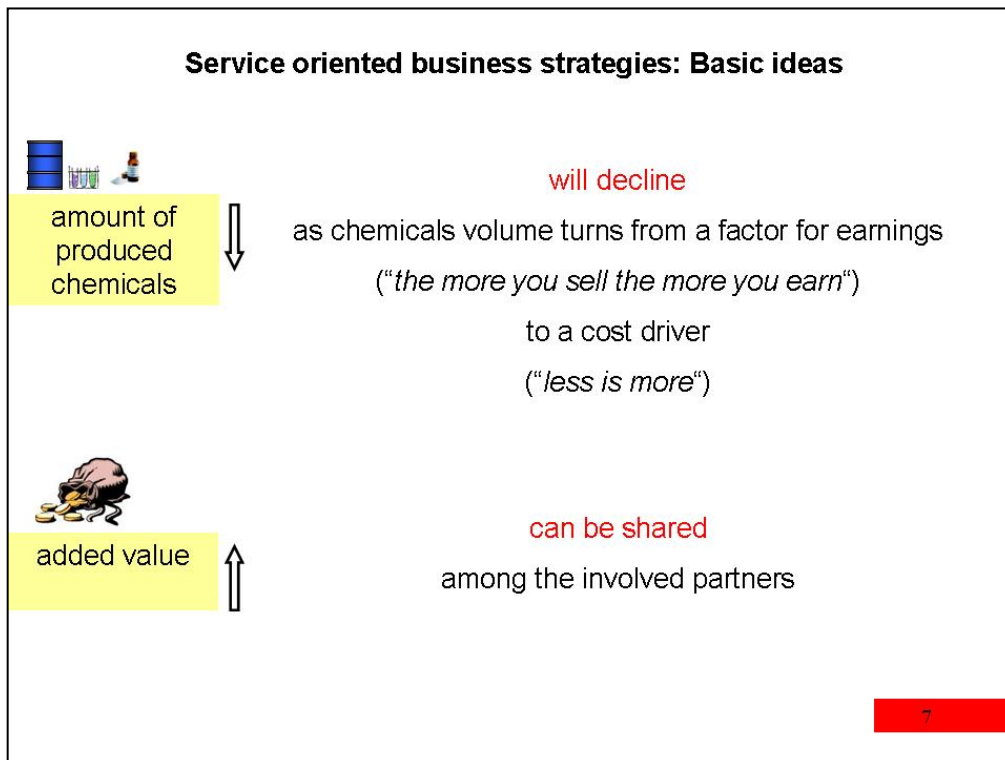 Service oriented business strategies: Basic ideas
amount of
produced
chemicals
will decline
as chemicals volume turns from a factor for earnings
(“the more you sell the more you earn“)
to a cost driver
(“less is more“)
added value
can be shared
among the involved partners
7